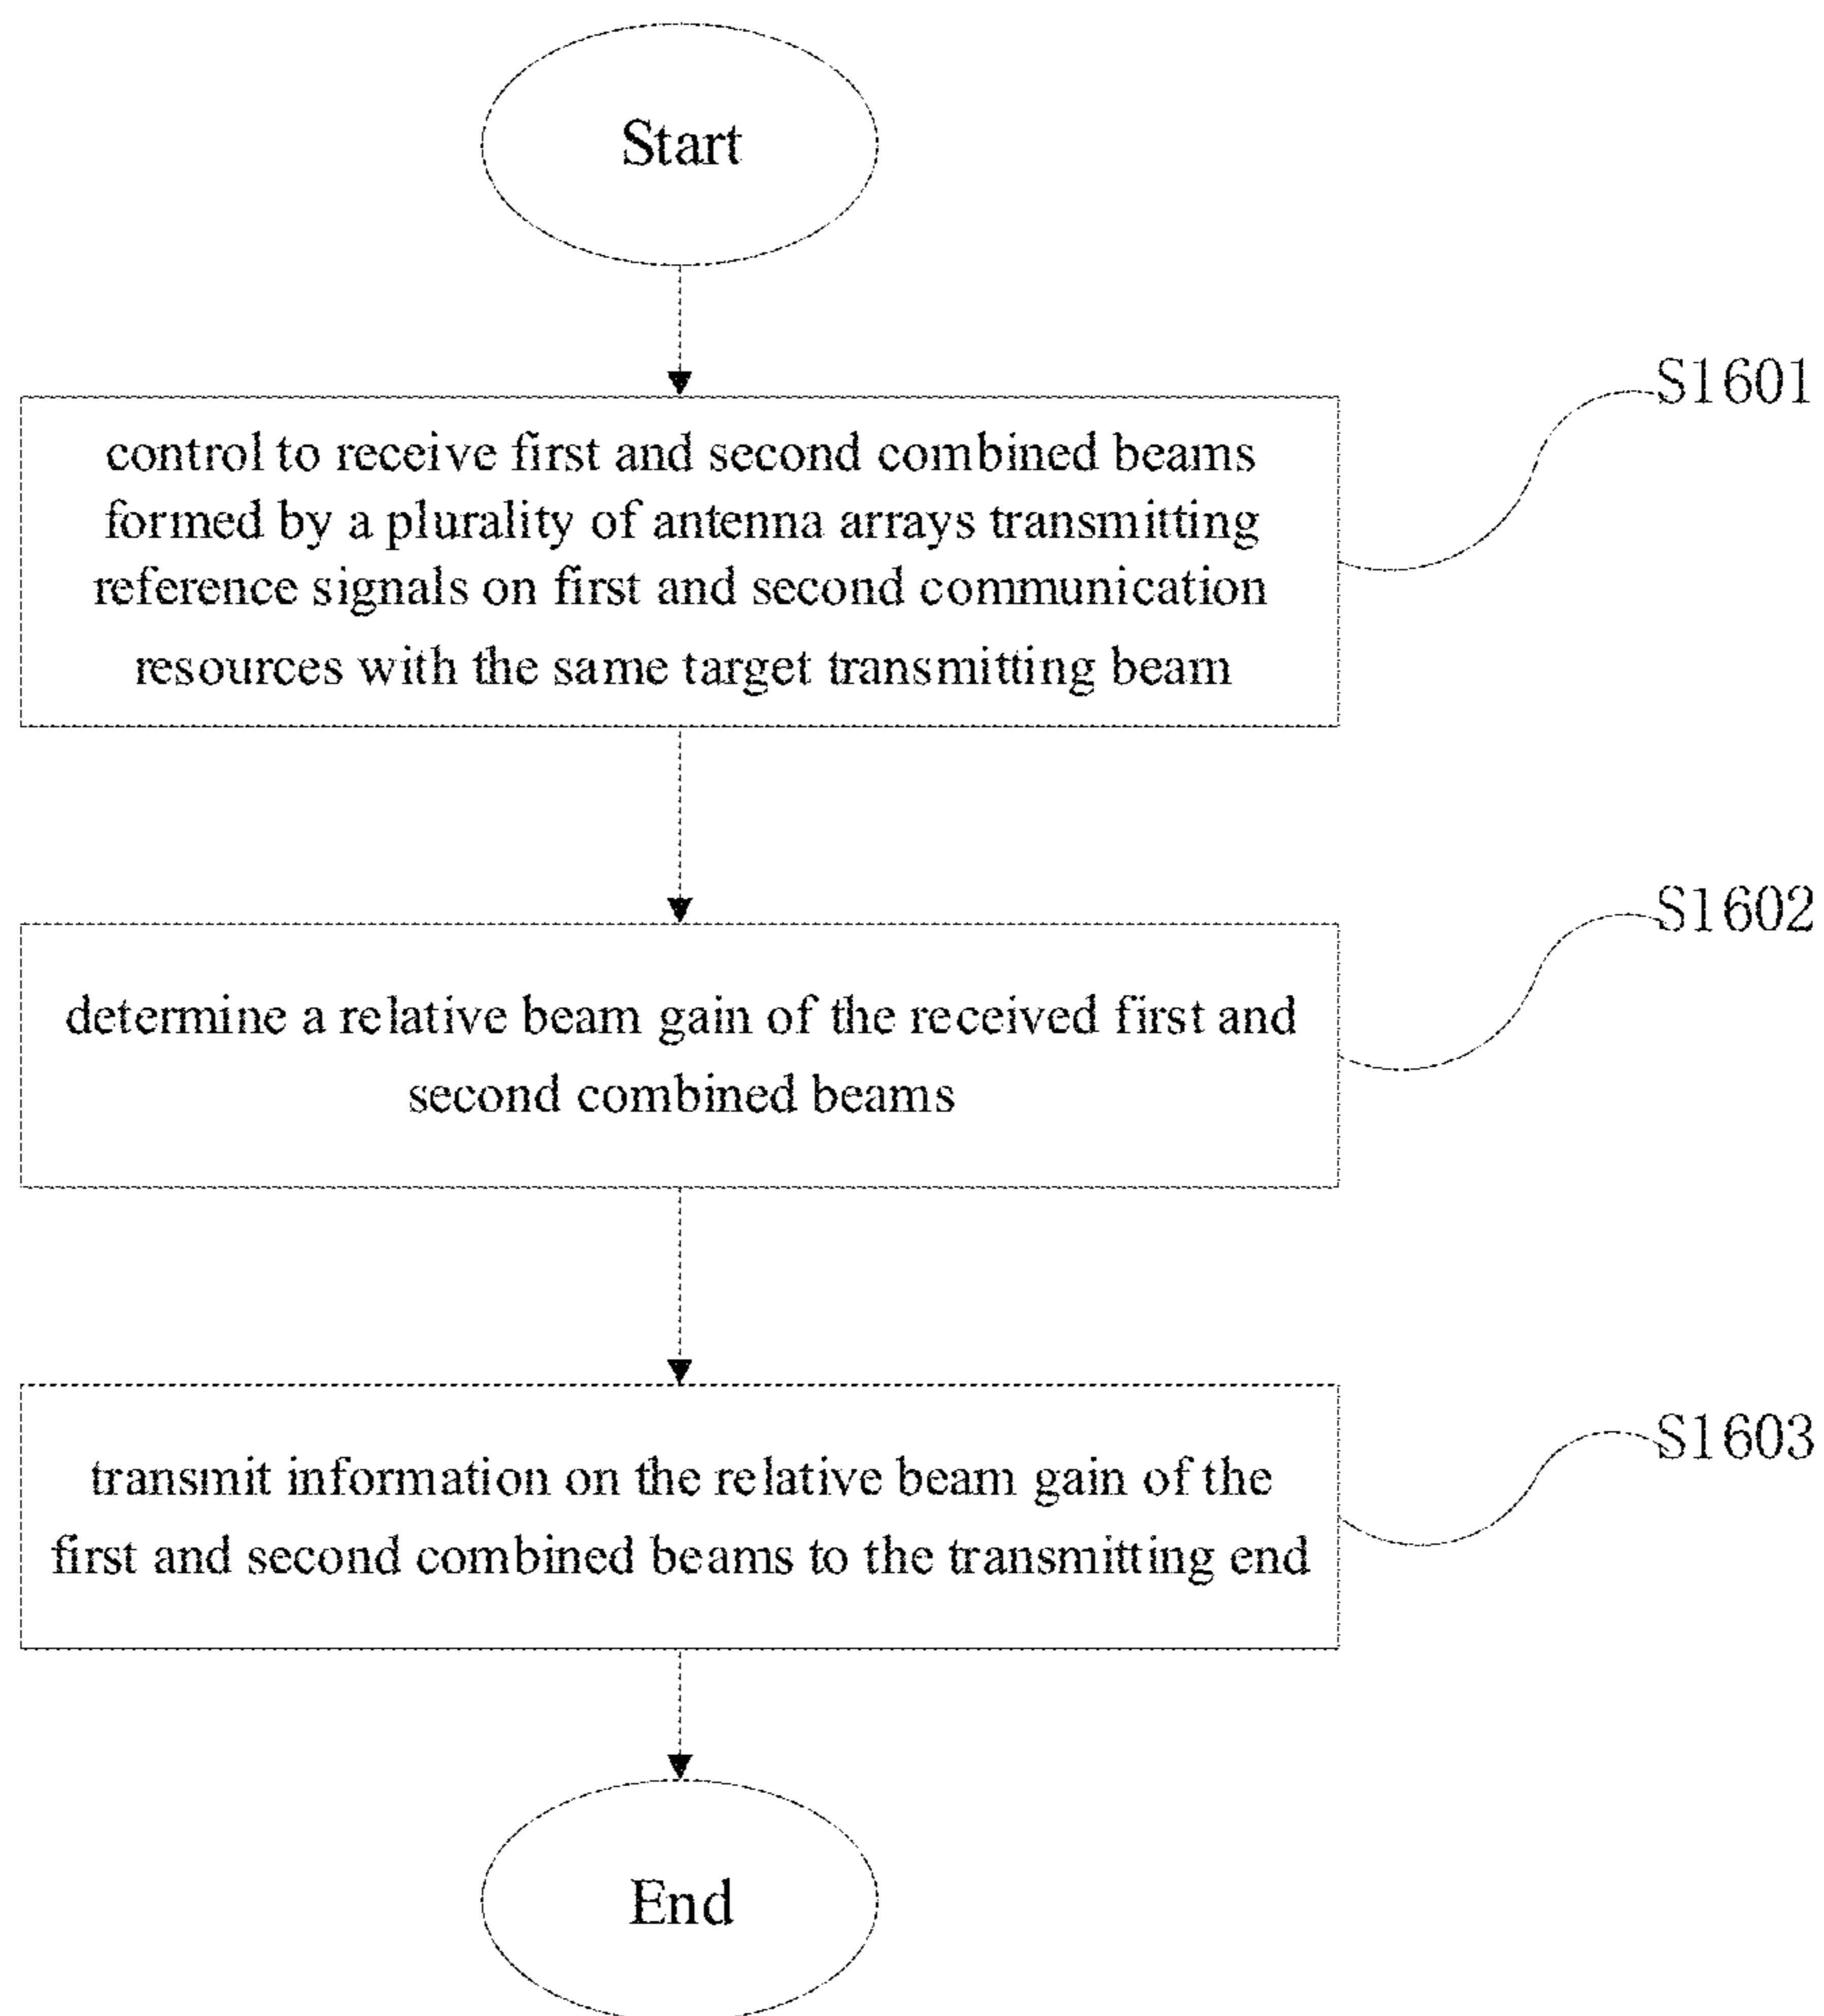 Start
S1601
control to receive first and second combined beams
formed by a plurality of antenna arrays transmitting
reference signals on first and second communication
resources with the same target transmitting beam
S1602
determine a relative beam gain of the received first and
second combined beams
S1603
transmit information on the relative beam gain of the
first and second combined beams to the transmitting end
End